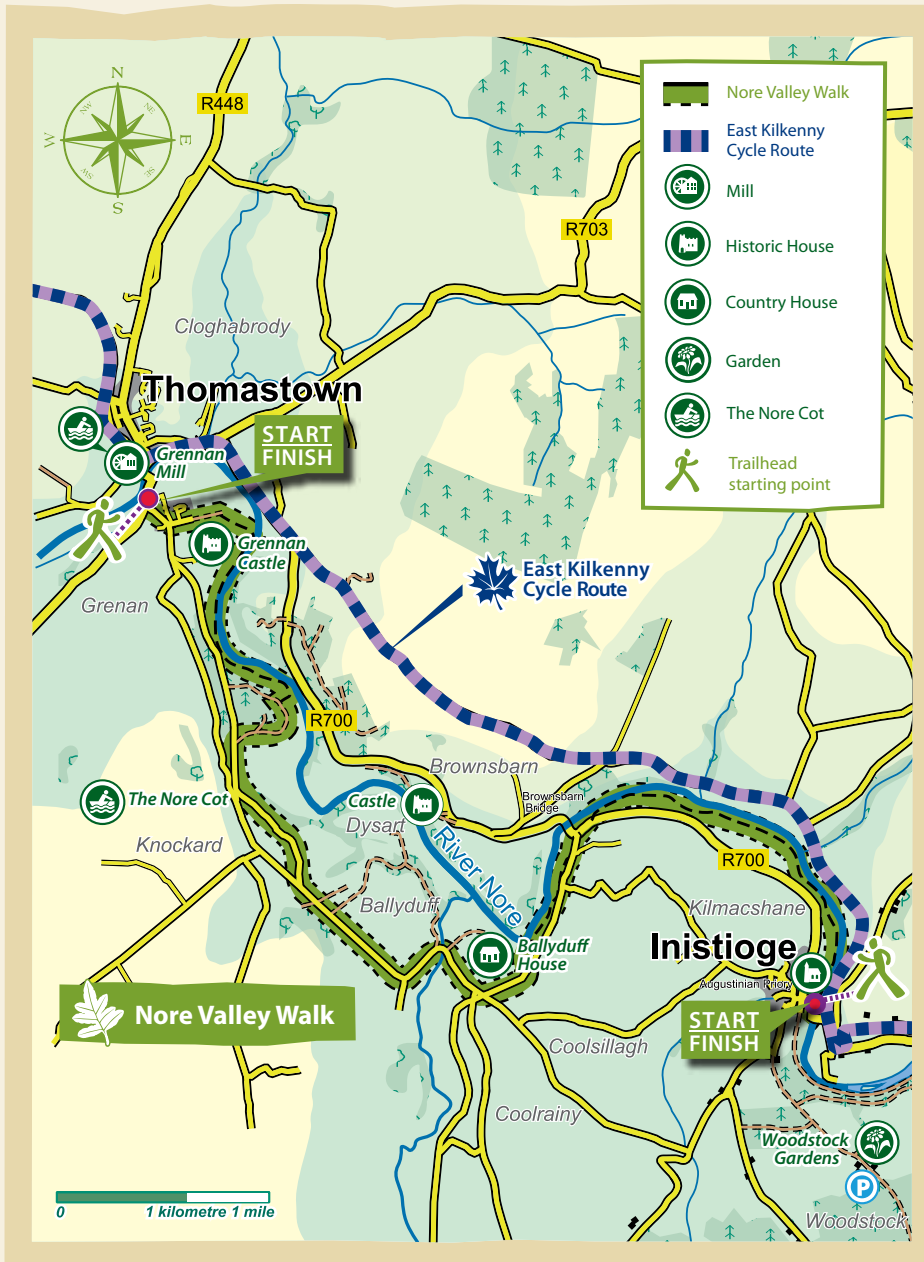 N
NW
NE
W
E
SW
SE
S
R448
R703
Nore Valley Walk
East Kilkenny
Cycle Route
Mill
Historic House
Country House
Garden
The Nore Cot
Trailhead
starting point
Cloghabrody
Thomastown
START
FINISH
Grennan
Mill
Grennan
Castle
Grenan
East Kilkenny
Cycle Route
R700
Brownsbarn
Brownsbarn
Bridge
The Nore Cot
Castle
Dysart
River Nore
Knockard
R700
Ballyduff
Kilmacshane
Ballyduff
House
Inistioge
Augustinian Priory
Nore Valley Walk
START
FINISH
Coolsillagh
Coolrainy
Woodstock
Gardens
P
Woodstock
0 1 kilometre 1 mile